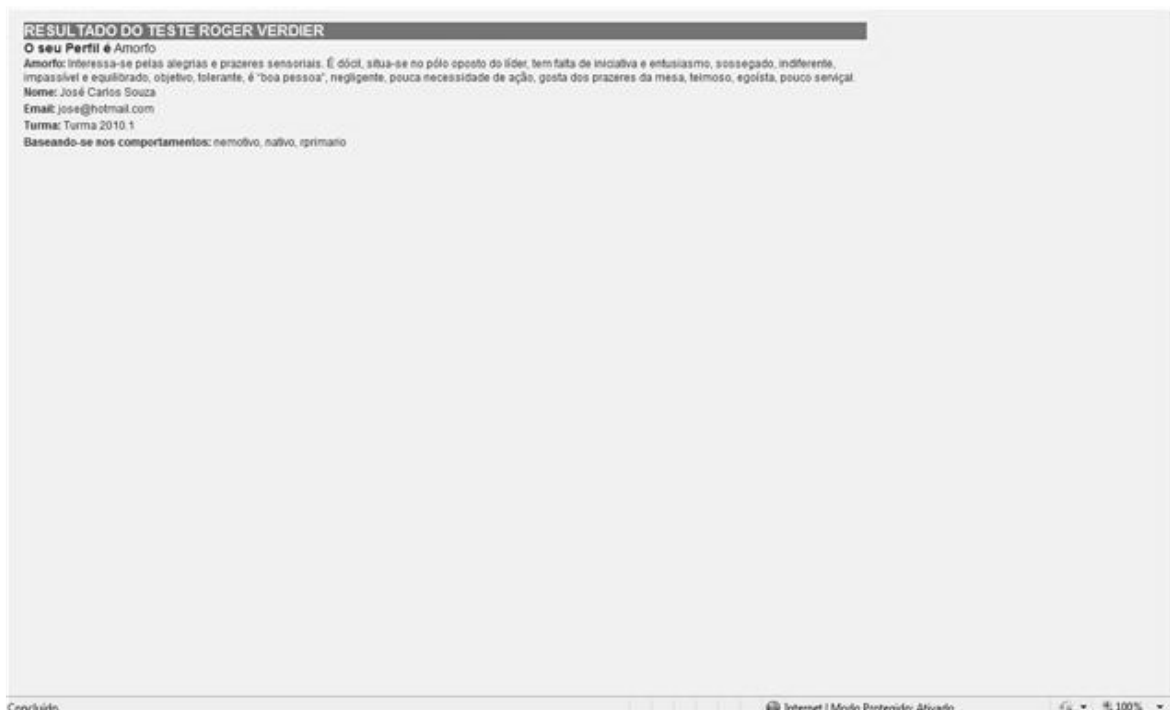 RESULTADO DO TESTE ROGER VERDIER
O seu Perfil é Amorfo
Amorfo: Interessa-se pelas alegrias e prazeres sensoriais. É dócil, situa-se no pólo oposto do líder, tem falta de iniciativa e entusiasmo, sossegado, indiferente,
impassível e equilibrado, objetivo, tolerante, é "boa pessoa", negligente, pouca necessidade de ação, gosta dos prazeres da mesa, teimoso, egoísta, pouco serviçal.
Nome: José Carlos Souza
Email: jose@hotmail.com
Turma: Turma 2010.1
Baseando-se nos comportamentos: nemotivo, nativo, rprimario
Concluído Internet | Modo Protegido: Ativado 100%